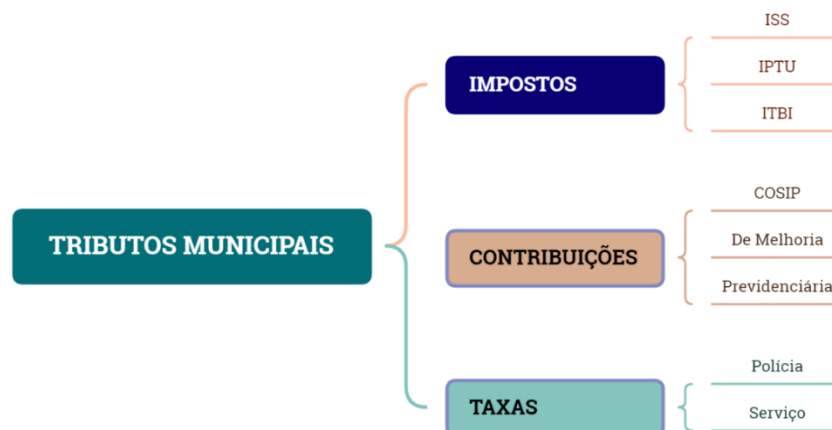 TRIBUTOS MUNICIPAIS
IMPOSTOS
ISS
IPTU
ITBI
CONTRIBUIÇÕES
COSIP
De Melhoria
Previdenciária
TAXAS
Polícia
Serviço